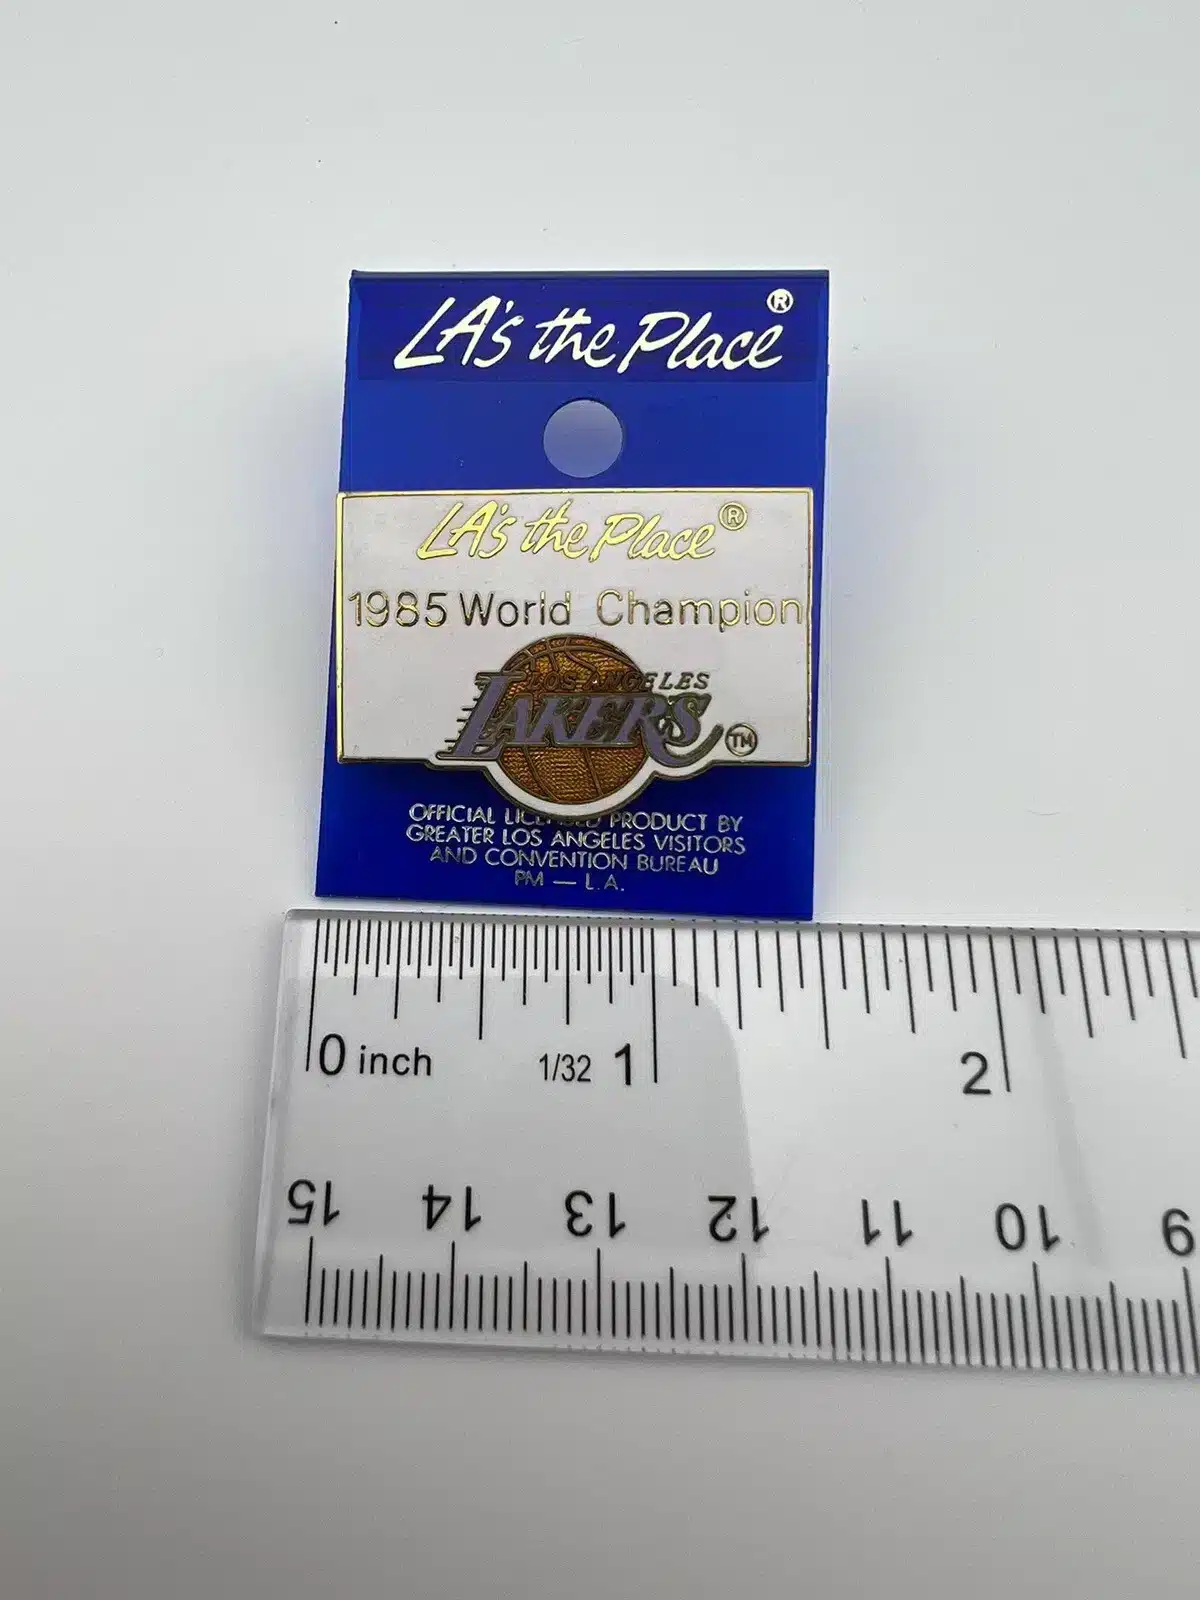 LA's the Place ®
LA's the Place ®
1985 World Champion
LOS ANGELES
LAKERS TM
OFFICIAL LICENSED PRODUCT BY
GREATER LOS ANGELES VISITORS
AND CONVENTION BUREAU
PM — L.A.
0 inch 1/32 1 2
15 14 13 12 11 10 9